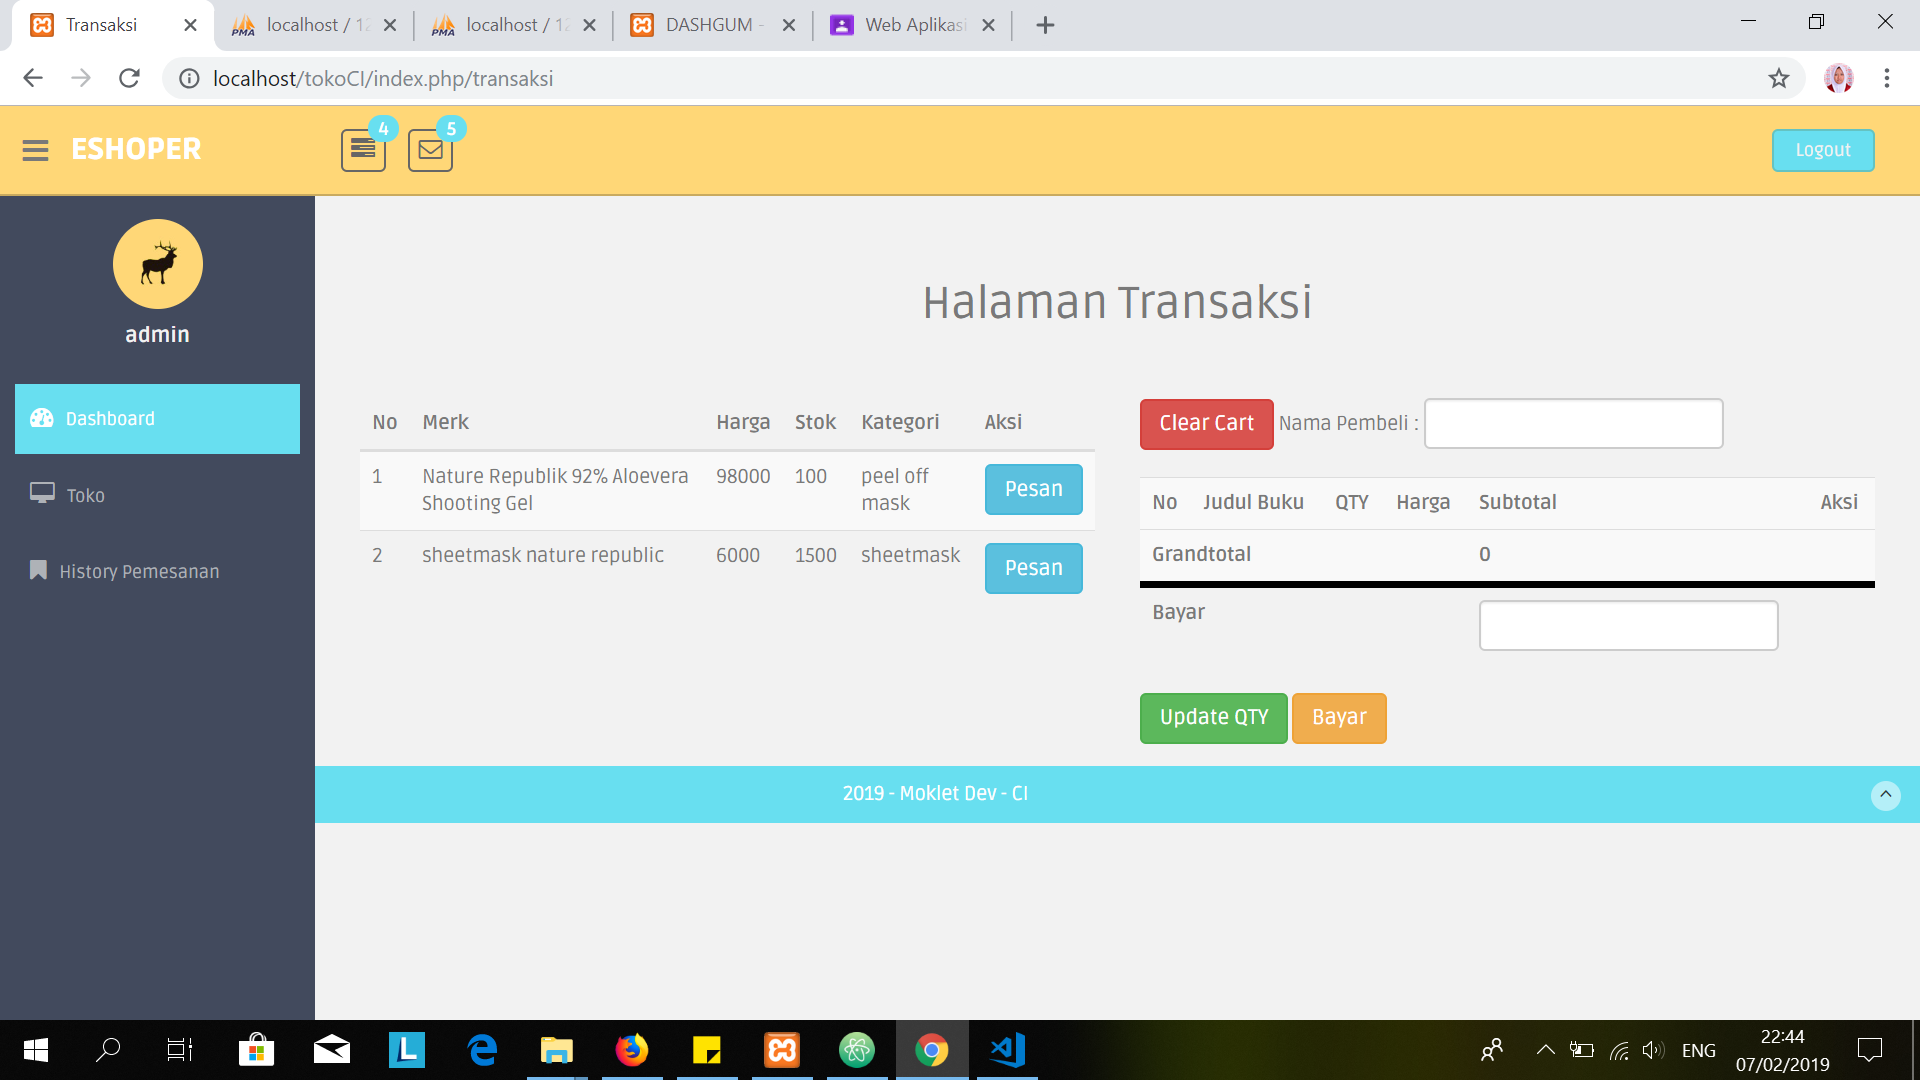 Transaksi
localhost / 12
localhost / 12
DASHGUM -
Web Aplikasi
localhost/tokoCI/index.php/transaksi
ESHOPER
4
5
Logout
admin
Dashboard
Toko
History Pemesanan
Halaman Transaksi
No Merk Harga Stok Kategori Aksi
1 Nature Republik 92% Aloevera 98000 100 peel off Pesan
Shooting Gel mask
2 sheetmask nature republic 6000 1500 sheetmask Pesan
Clear Cart Nama Pembeli :
No Judul Buku QTY Harga Subtotal Aksi
Grandtotal 0
Bayar
Update QTY Bayar
2019 - Moklet Dev - CI
ENG
22:44
07/02/2019